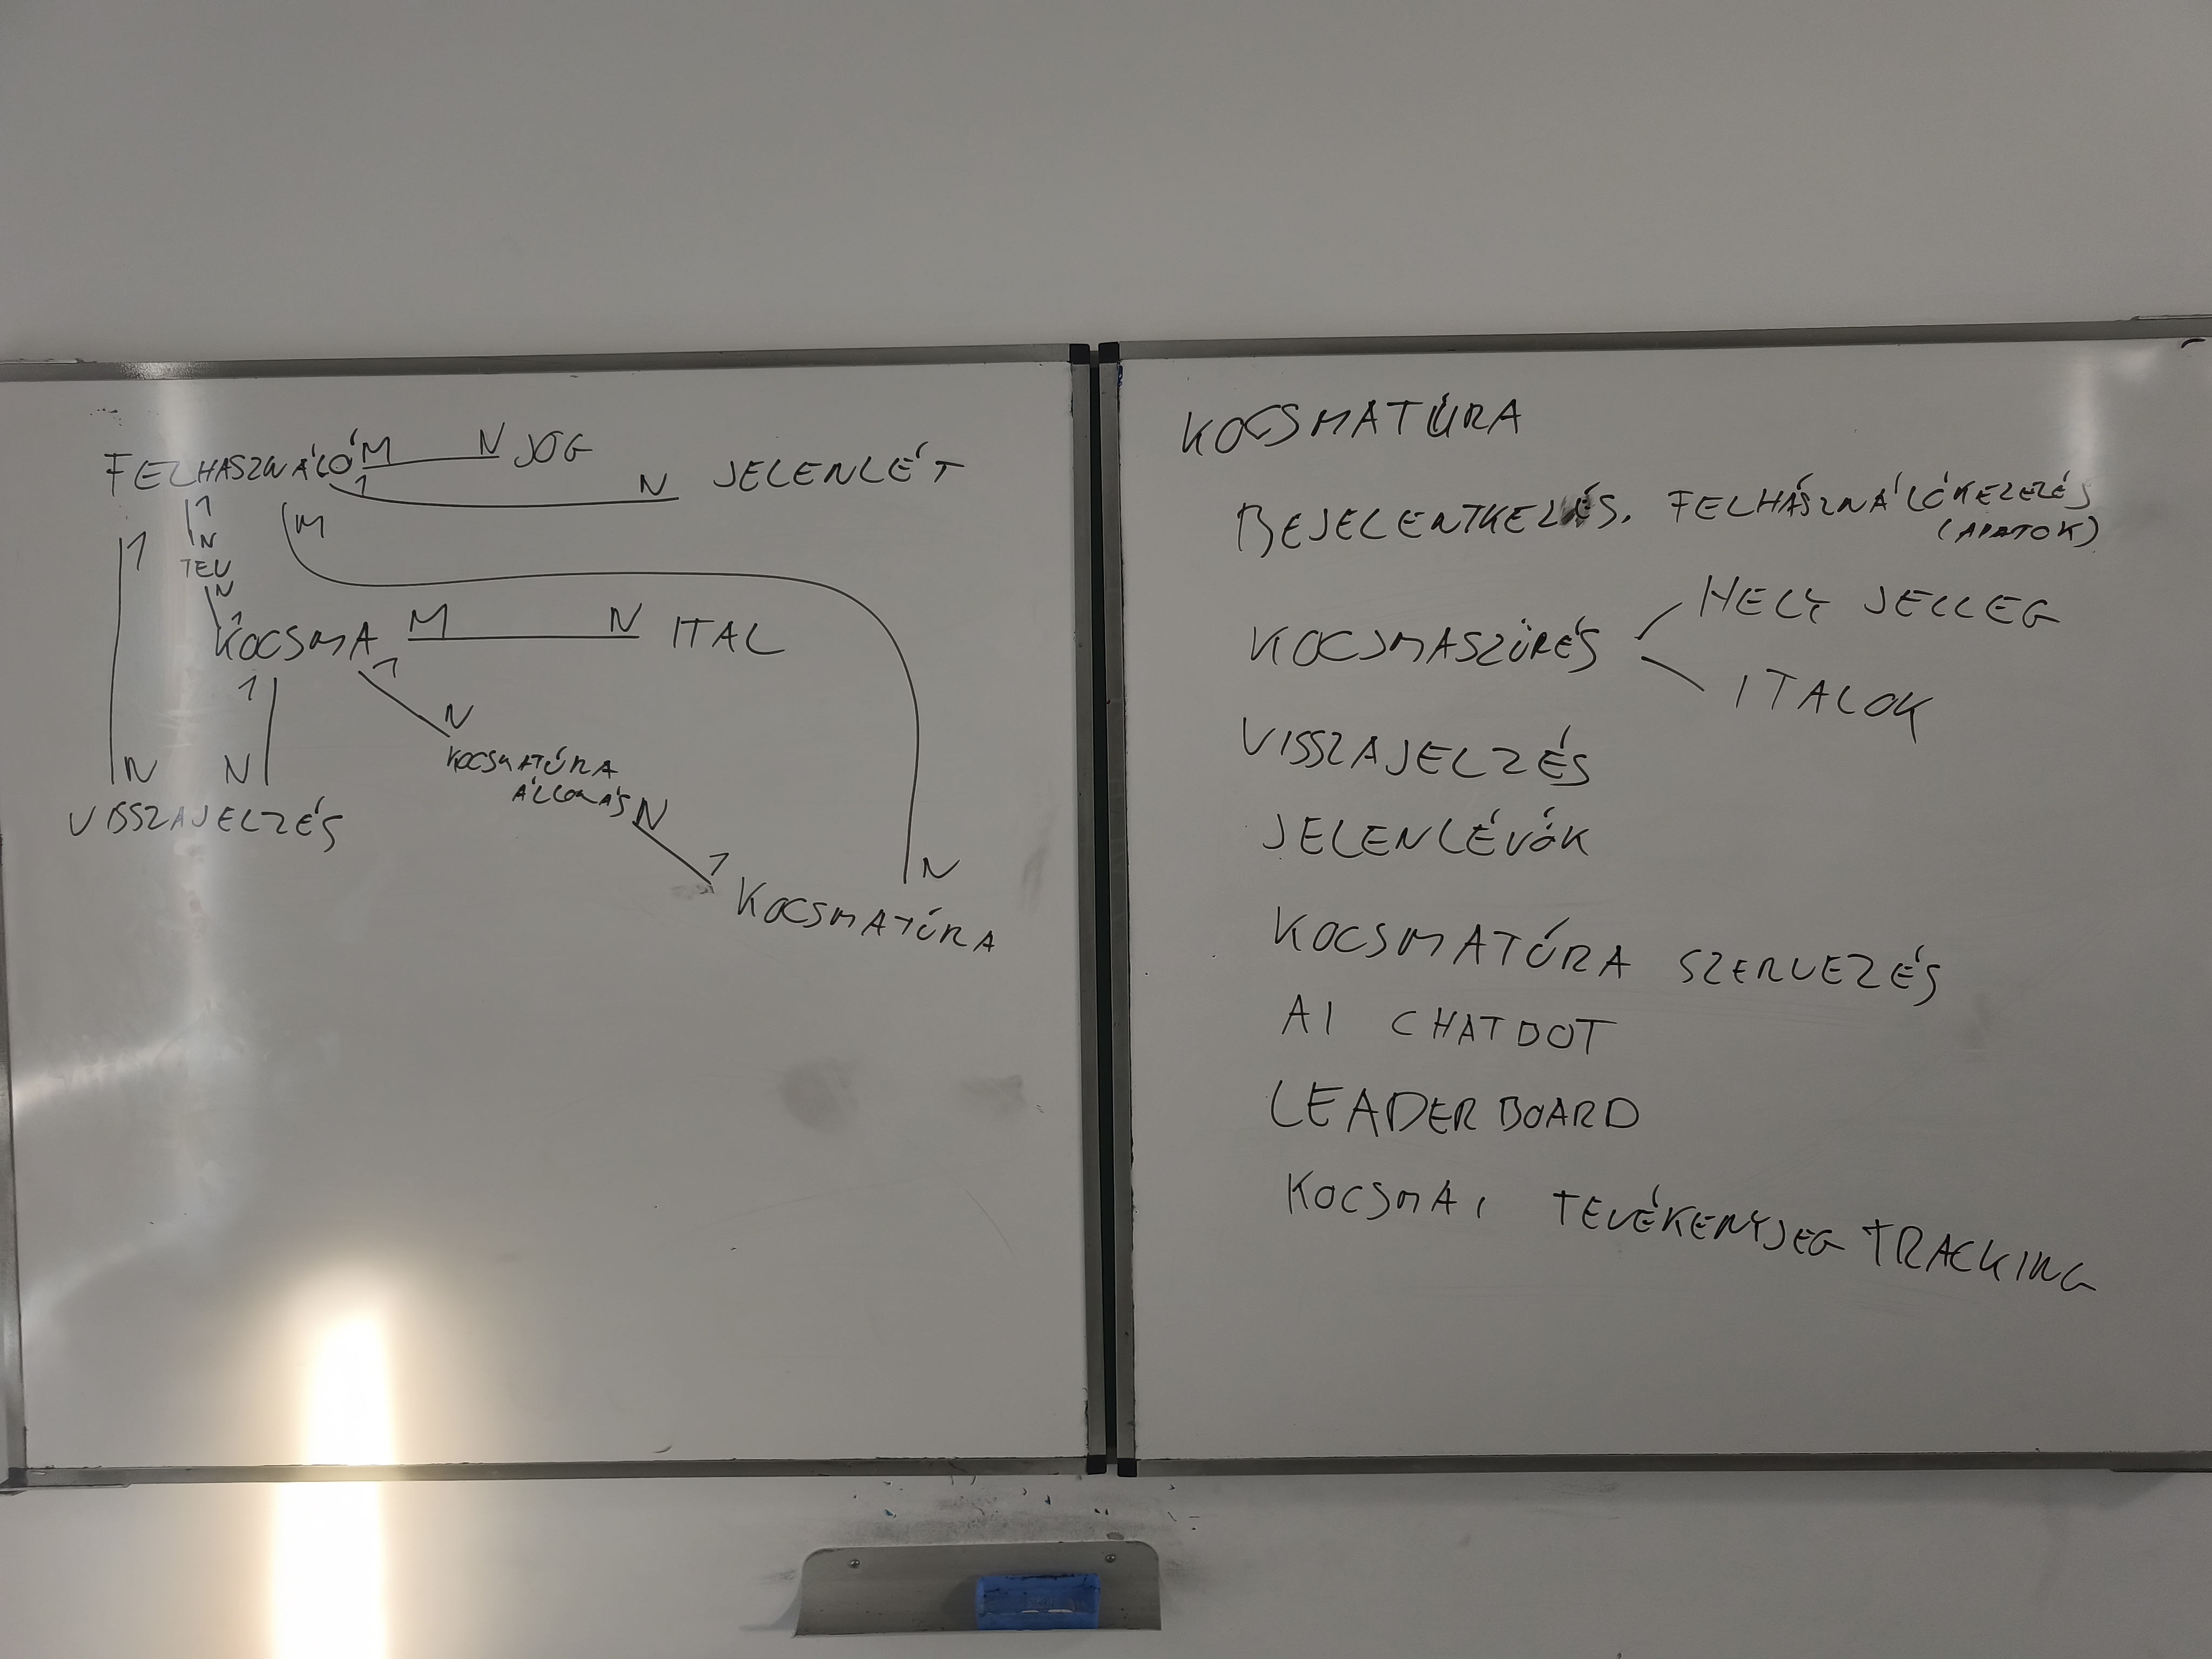 FELHASZNÁLÓ M N JOG
1 N JELENLÉT
1 M
1 N
TEV
N
1
KOCSMA M N ITAL
1 1
N
KOCSMATÚRA
ÁLLOMÁS N
N N
VISSZAJELZÉS
1 N
KOCSMATÚRA
KOCSMATÚRA
BEJELENTKEZÉS, FELHASZNÁLÓKEZELÉS
(ADATOK)
KOCSMASZŰRÉS HELY JELLEG
ITALOK
VISSZAJELZÉS
JELENLÉVŐK
KOCSMATÚRA SZERVEZÉS
AI CHATBOT
LEADERBOARD
KOCSMAI TEVÉKENYSÉG TRACKING